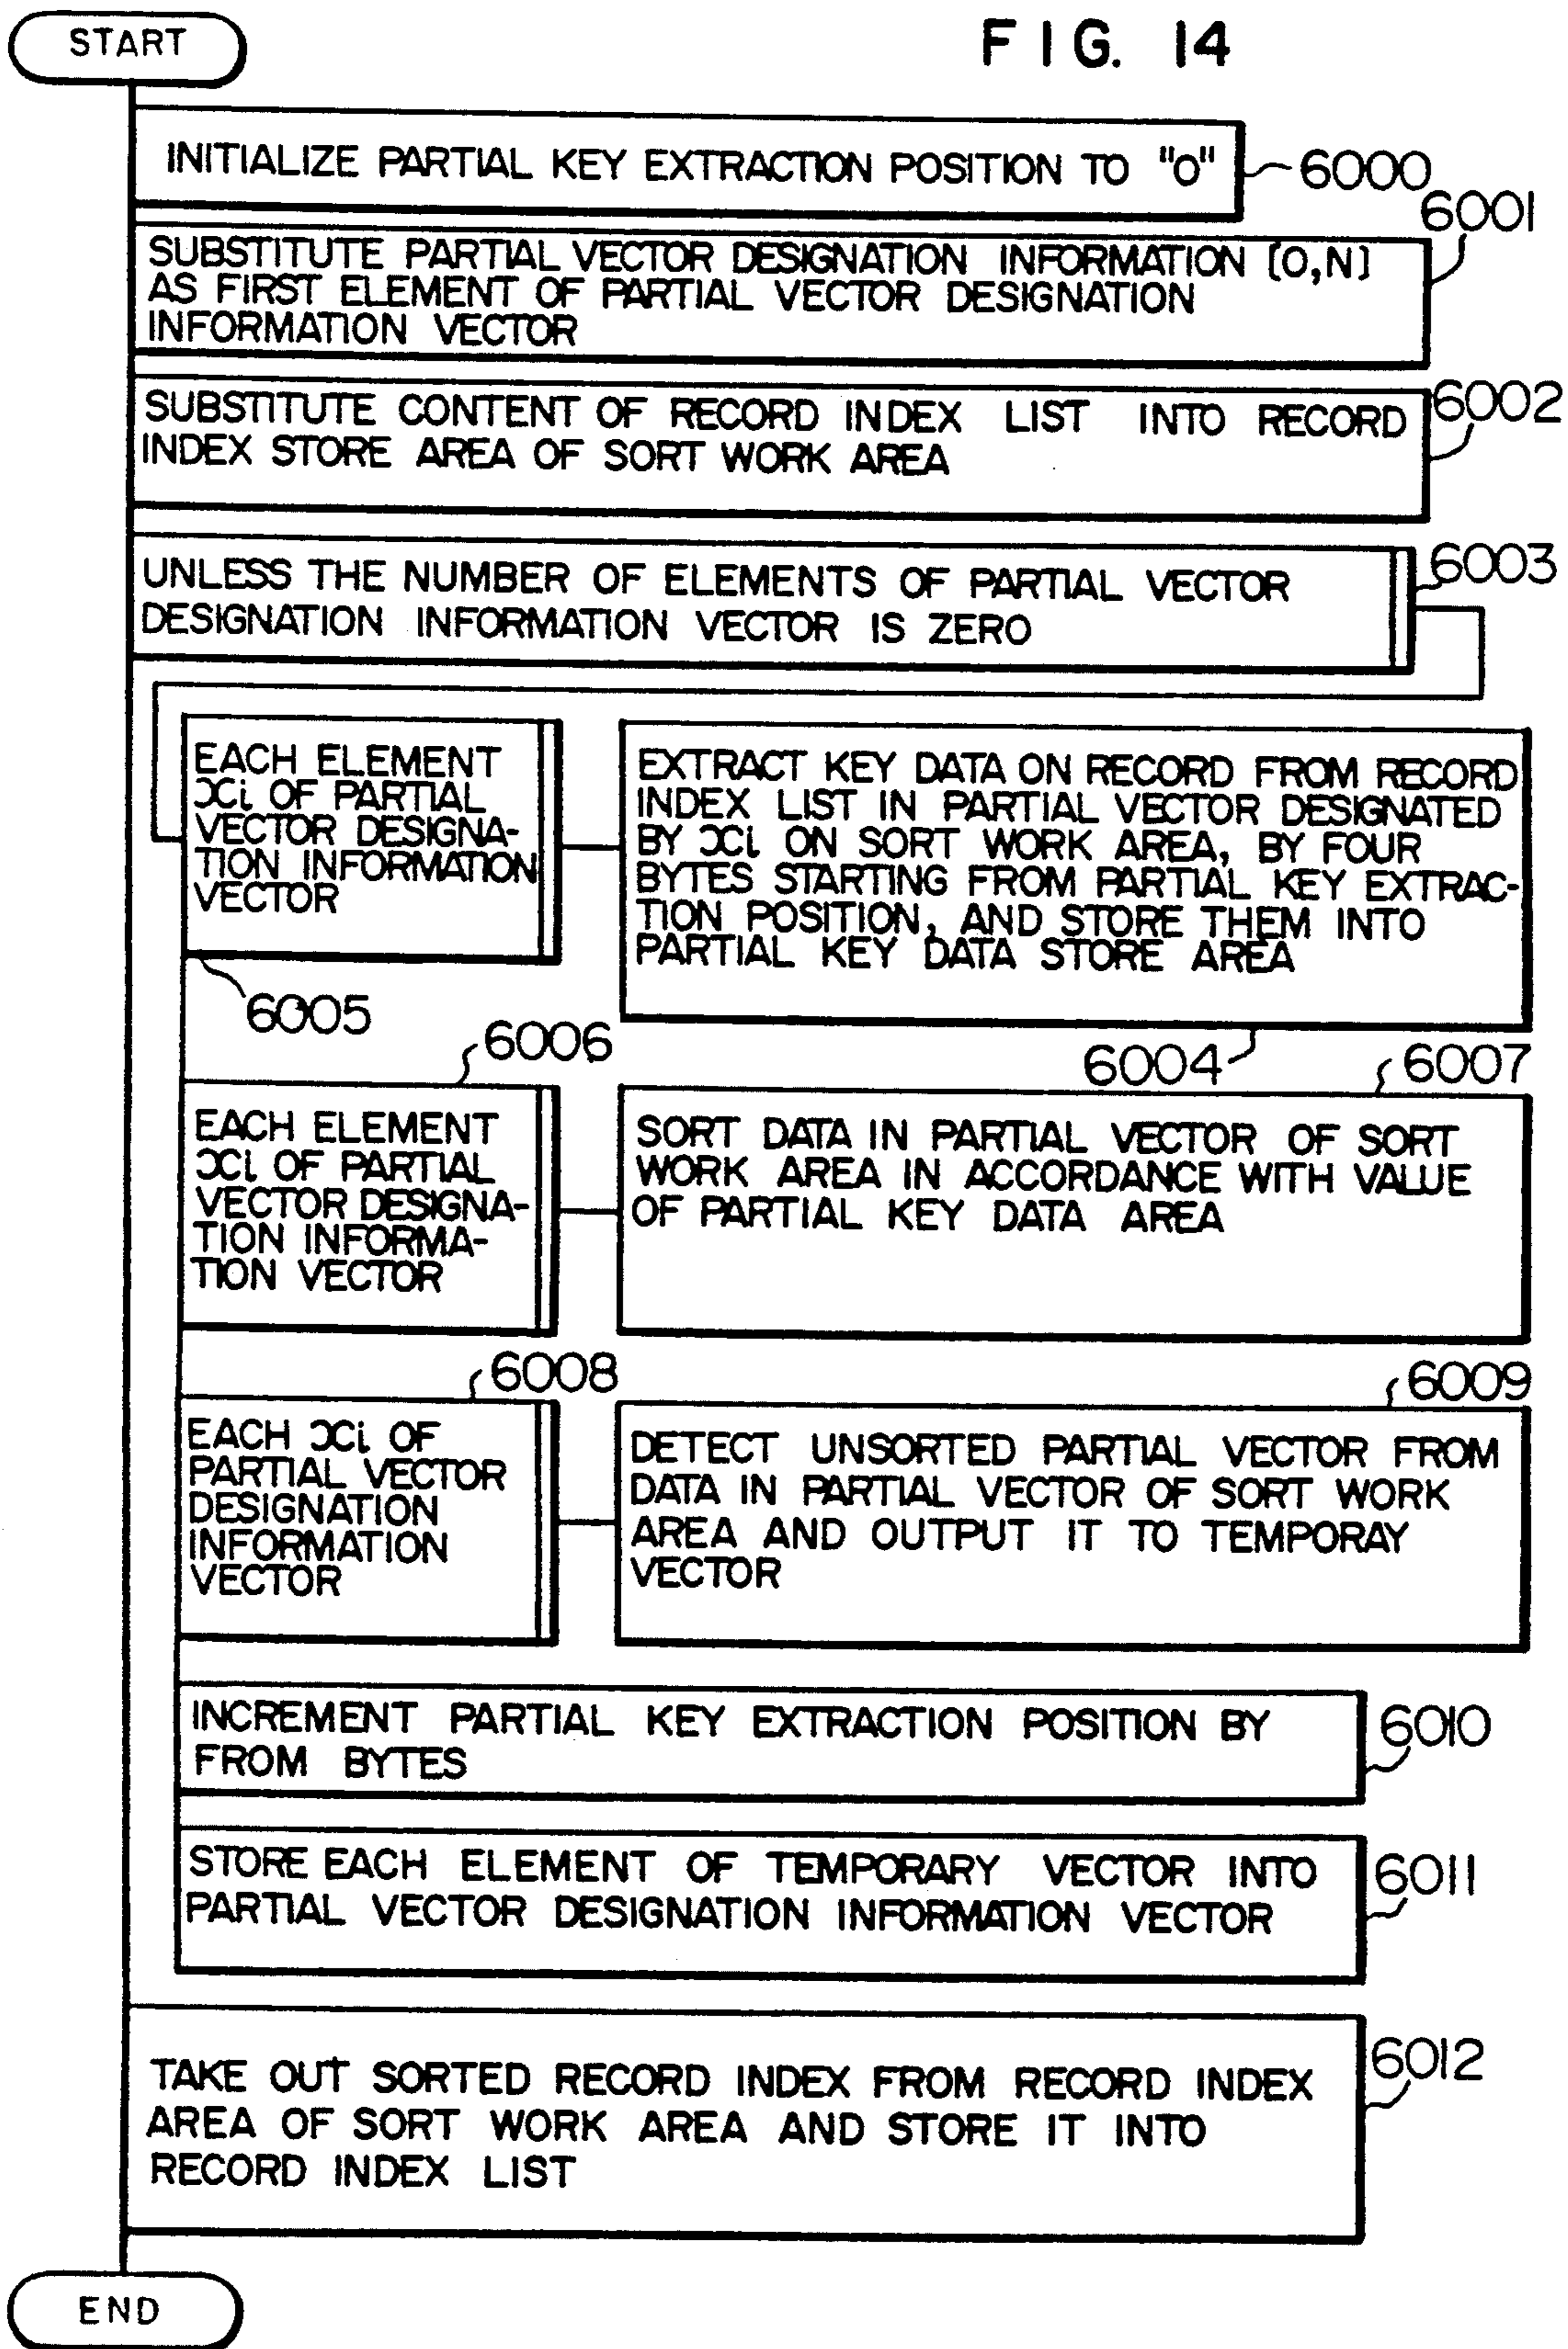 START
FIG. 14
INITIALIZE PARTIAL KEY EXTRACTION POSITION TO "0"
6000
6001
SUBSTITUTE PARTIAL VECTOR DESIGNATION INFORMATION [0,N]
AS FIRST ELEMENT OF PARTIAL VECTOR DESIGNATION
INFORMATION VECTOR
SUBSTITUTE CONTENT OF RECORD INDEX LIST INTO RECORD
INDEX STORE AREA OF SORT WORK AREA
6002
UNLESS THE NUMBER OF ELEMENTS OF PARTIAL VECTOR
DESIGNATION INFORMATION VECTOR IS ZERO
6003
EACH ELEMENT
xi OF PARTIAL
VECTOR DESIGNA-
TION INFORMATION
VECTOR
6005
EXTRACT KEY DATA ON RECORD FROM RECORD
INDEX LIST IN PARTIAL VECTOR DESIGNATED
BY xi ON SORT WORK AREA, BY FOUR
BYTES STARTING FROM PARTIAL KEY EXTRAC-
TION POSITION, AND STORE THEM INTO
PARTIAL KEY DATA STORE AREA
6004
6006
EACH ELEMENT
xi OF PARTIAL
VECTOR DESIGNA-
TION INFORMA-
TION VECTOR
6007
SORT DATA IN PARTIAL VECTOR OF SORT
WORK AREA IN ACCORDANCE WITH VALUE
OF PARTIAL KEY DATA AREA
6008
EACH xi OF
PARTIAL VECTOR
DESIGNATION
INFORMATION
VECTOR
6009
DETECT UNSORTED PARTIAL VECTOR FROM
DATA IN PARTIAL VECTOR OF SORT WORK
AREA AND OUTPUT IT TO TEMPORAY
VECTOR
INCREMENT PARTIAL KEY EXTRACTION POSITION BY
FROM BYTES
6010
STORE EACH ELEMENT OF TEMPORARY VECTOR INTO
PARTIAL VECTOR DESIGNATION INFORMATION VECTOR
6011
TAKE OUT SORTED RECORD INDEX FROM RECORD INDEX
AREA OF SORT WORK AREA AND STORE IT INTO
RECORD INDEX LIST
6012
END